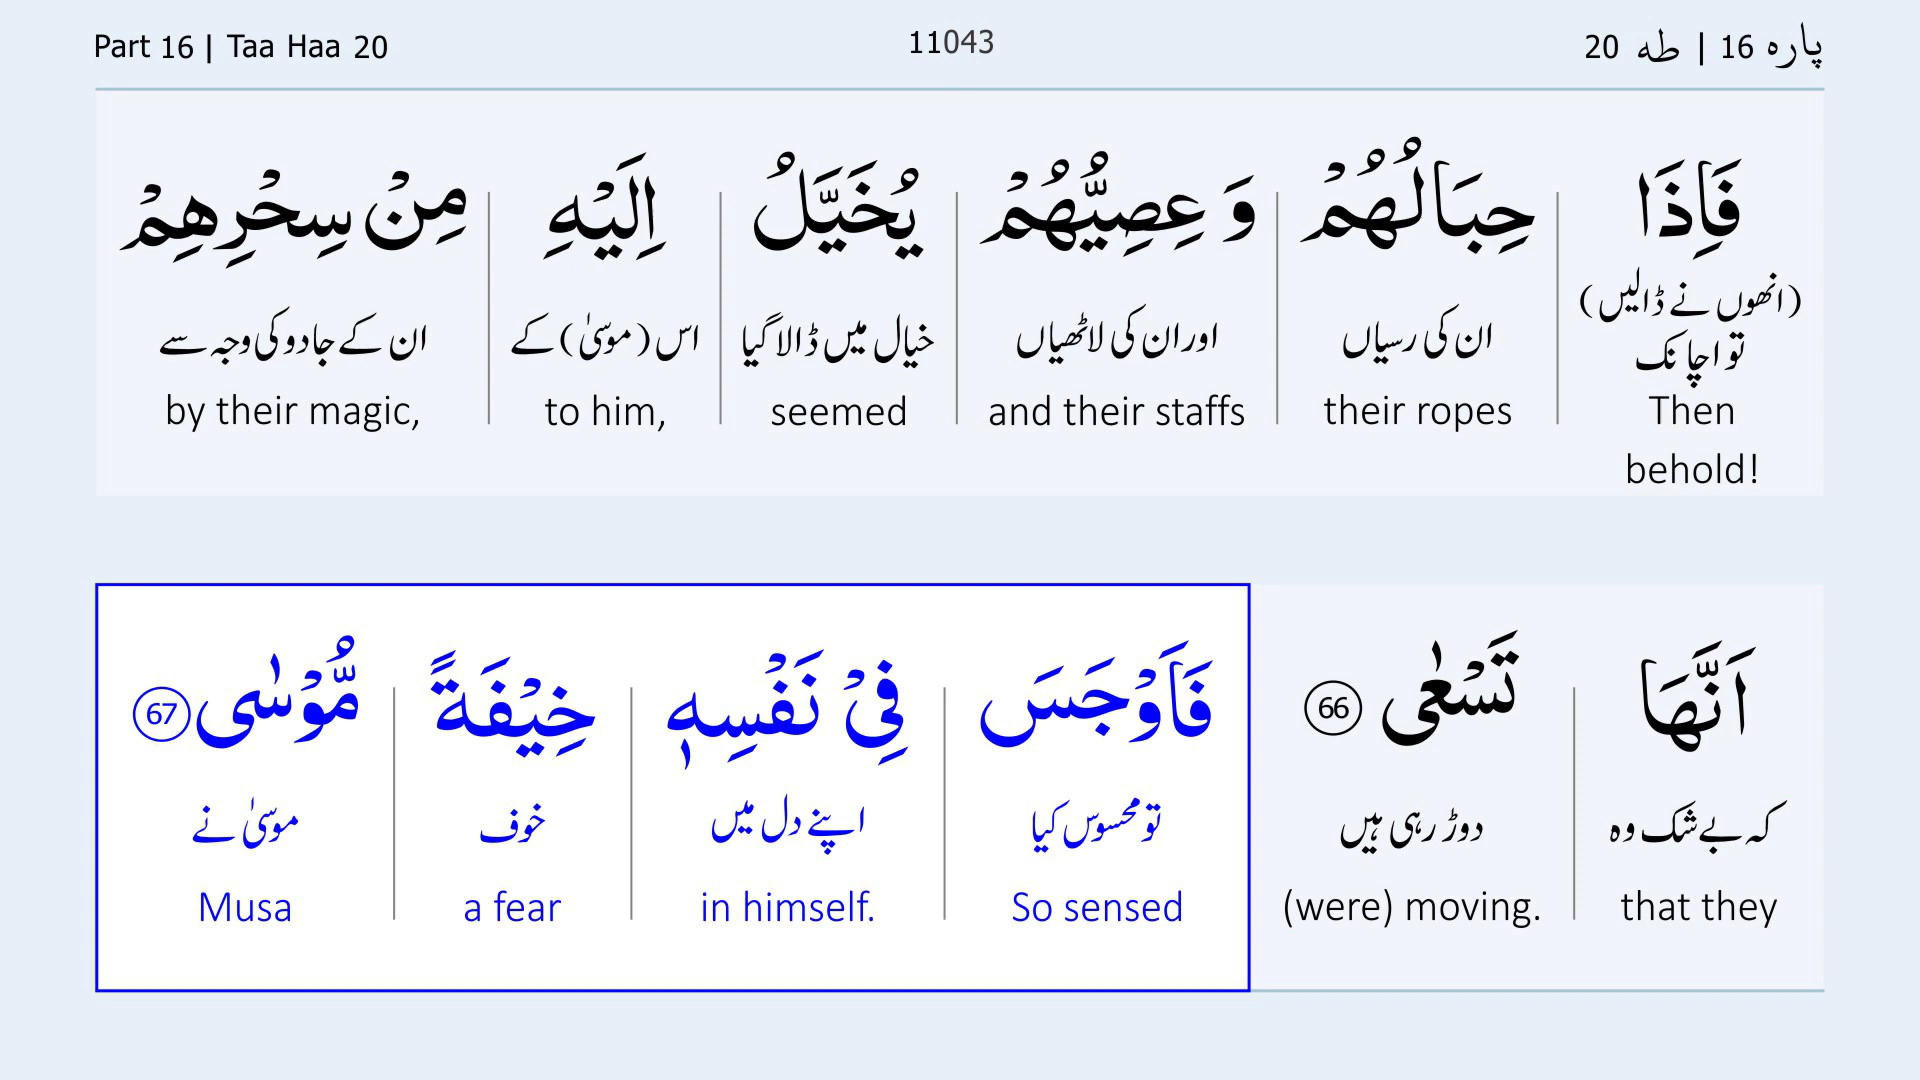 Part 16 | Taa Haa 20
11043
پارہ 16 | طه 20
فَاِذَا حِبَالُهُمْ وَ عِصِيُّهُمْ يُخَيَّلُ اِلَيْهِ مِنْ سِحْرِهِمْ
(انھوں نے ڈالیں)
تو اچانک ان کی رسیاں اور ان کی لاٹھیاں خیال میں ڈالا گیا اس (موسیٰ) کے ان کے جادو کی وجہ سے
Then their ropes and their staffs seemed to him, by their magic,
behold!
اَنَّهَا تَسْعٰى 66 فَاَوْجَسَ فِيْ نَفْسِهٖ خِيْفَةً مُّوْسٰى 67
کہ بے شک وہ دوڑ رہی ہیں تو محسوس کیا اپنے دل میں خوف موسیٰ نے
that they (were) moving. So sensed in himself. a fear Musa